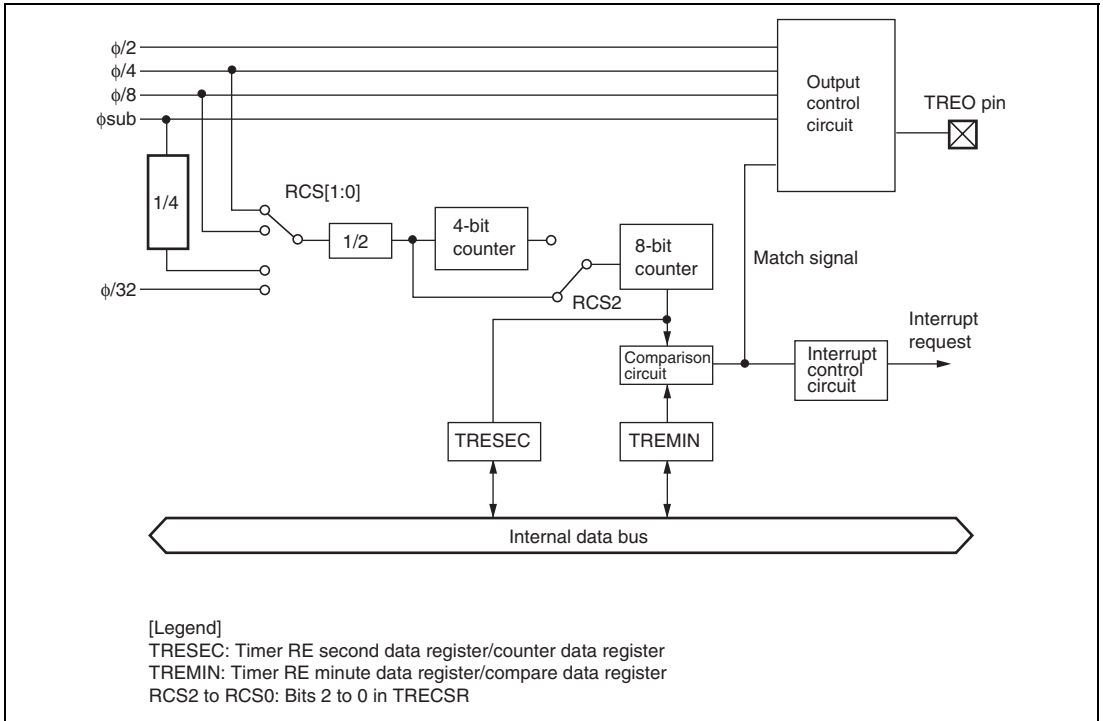 φ/2
φ/4
φ/8
φsub
Output
control
circuit
TREO pin
1/4
RCS[1:0]
1/2
4-bit
counter
8-bit
counter
RCS2
Match signal
φ/32
Comparison
circuit
Interrupt
control
circuit
Interrupt
request
TRESEC
TREMIN
Internal data bus
[Legend]
TRESEC: Timer RE second data register/counter data register
TREMIN: Timer RE minute data register/compare data register
RCS2 to RCS0: Bits 2 to 0 in TRECSR